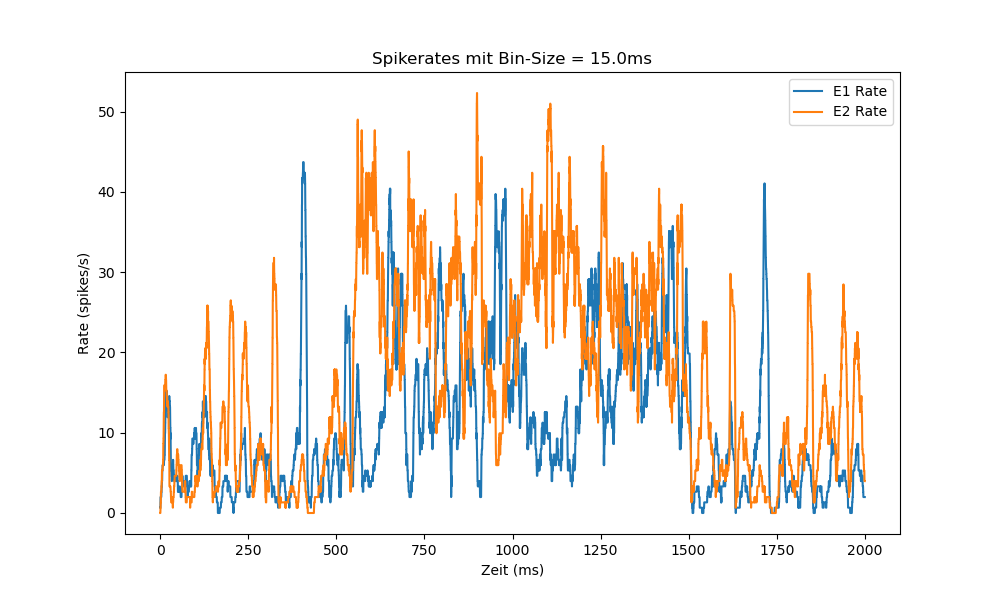 Spikerates mit Bin-Size = 15.0ms
E1 Rate
E2 Rate
Rate (spikes/s)
50
40
30
20
10
0
0 250 500 750 1000 1250 1500 1750 2000
Zeit (ms)